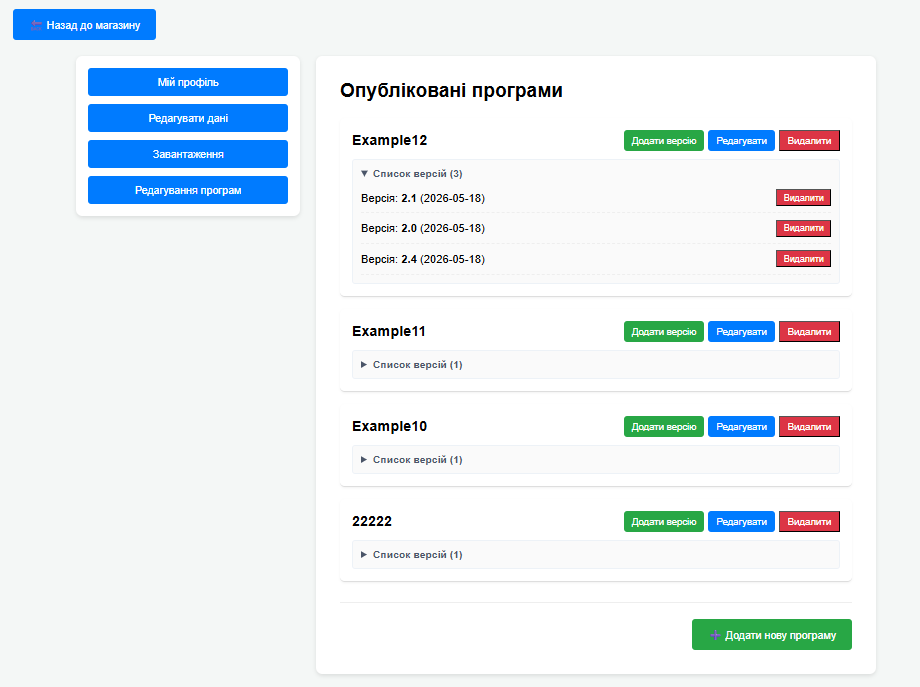 Назад до магазину
Мій профіль
Редагувати дані
Завантаження
Редагування програм
Опубліковані програми
Example12
Додати версію Редагувати Видалити
Список версій (3)
Версія: 2.1 (2026-05-18) Видалити
Версія: 2.0 (2026-05-18) Видалити
Версія: 2.4 (2026-05-18) Видалити
Example11
Додати версію Редагувати Видалити
Список версій (1)
Example10
Додати версію Редагувати Видалити
Список версій (1)
22222
Додати версію Редагувати Видалити
Список версій (1)
Додати нову програму